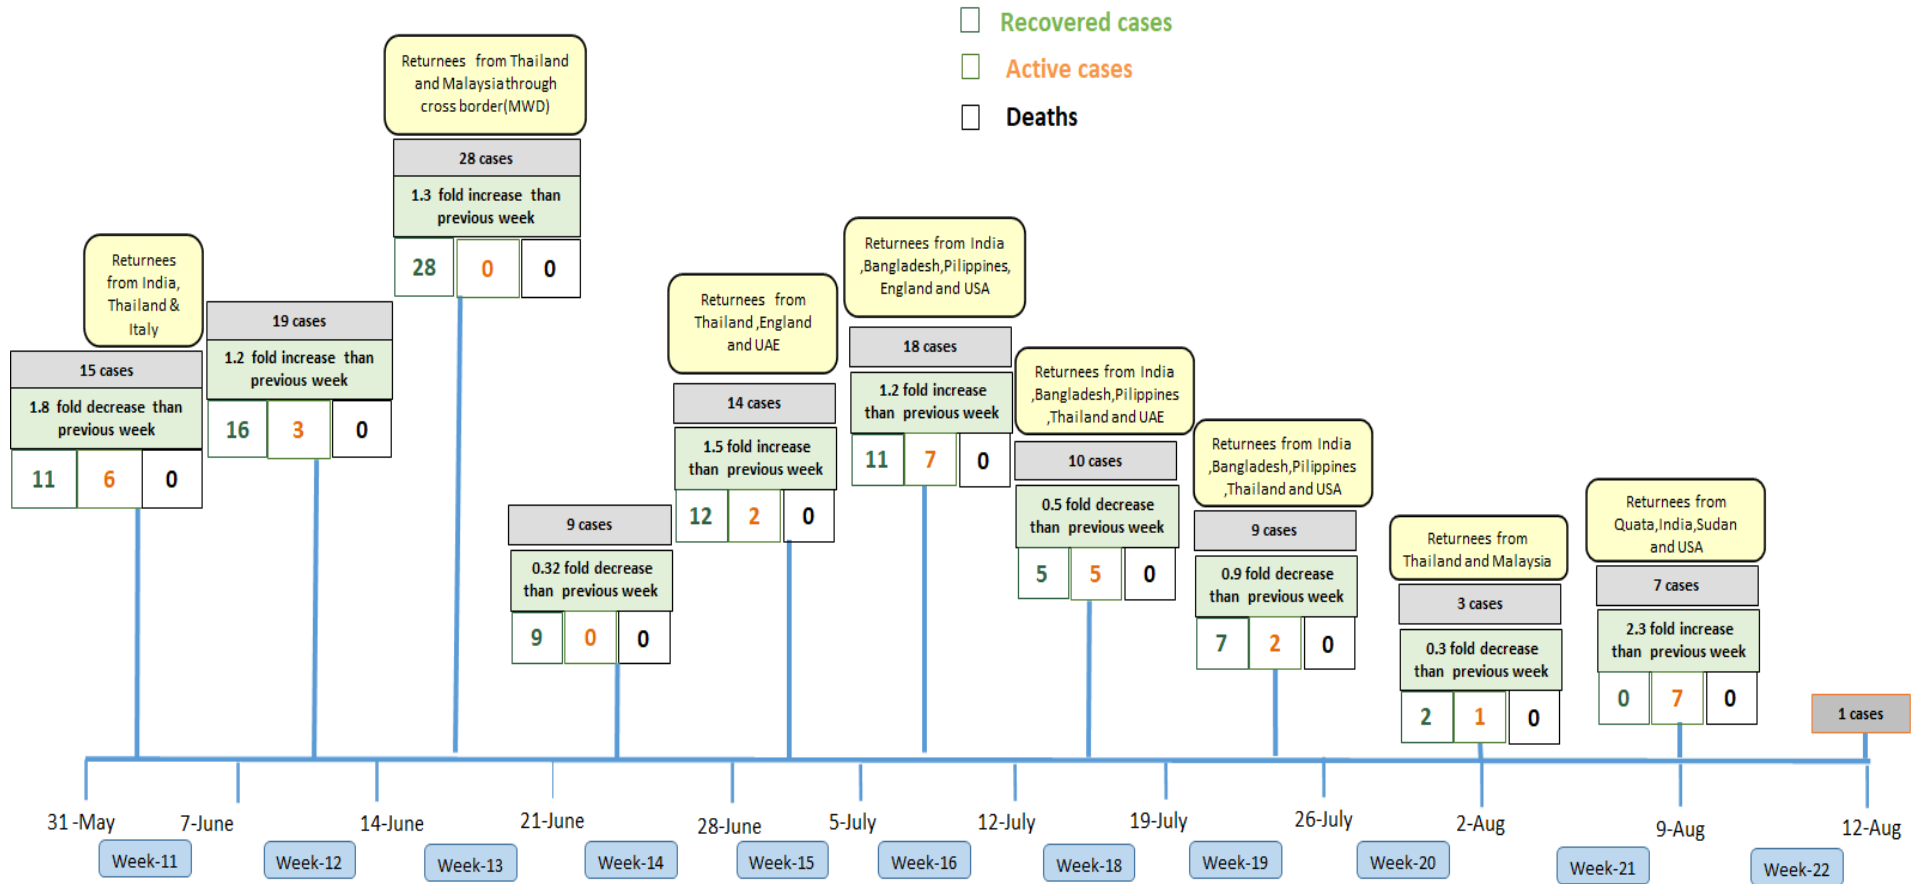 Recovered cases
Active cases
Deaths
Returnees from India,
Thailand &
Italy
15 cases
1.8 fold decrease than
previous week
11 6 0
19 cases
1.2 fold increase than
previous week
16 3 0
Returnees from Thailand
and Malaysiathrough
cross border(MWD)
28 cases
1.3 fold increase than
previous week
28 0 0
9 cases
0.32 fold decrease
than previous week
9 0 0
Returnees from
Thailand ,England
and UAE
14 cases
1.5 fold increase
than previous week
12 2 0
Returnees from India
,Bangladesh,Pilippines,
England and USA
18 cases
1.2 fold increase
than previous week
11 7 0
Returnees from India
,Bangladesh,Pilippines
,Thailand and UAE
10 cases
0.5 fold decrease
than previous week
5 5 0
Returnees from India
,Bangladesh,Pilippines
,Thailand and USA
9 cases
0.9 fold decrease
than previous week
7 2 0
Returnees from
Thailand and Malaysia
3 cases
0.3 fold decrease
than previous week
2 1 0
Returnees from
Quata,India,Sudan
and USA
7 cases
2.3 fold increase
than previous week
0 7 0
1 cases
31 -May 7-June 14-June 21-June 28-June 5-July 12-July 19-July 26-July 2-Aug 9-Aug 12-Aug
Week-11 Week-12 Week-13 Week-14 Week-15 Week-16 Week-18 Week-19 Week-20 Week-21 Week-22